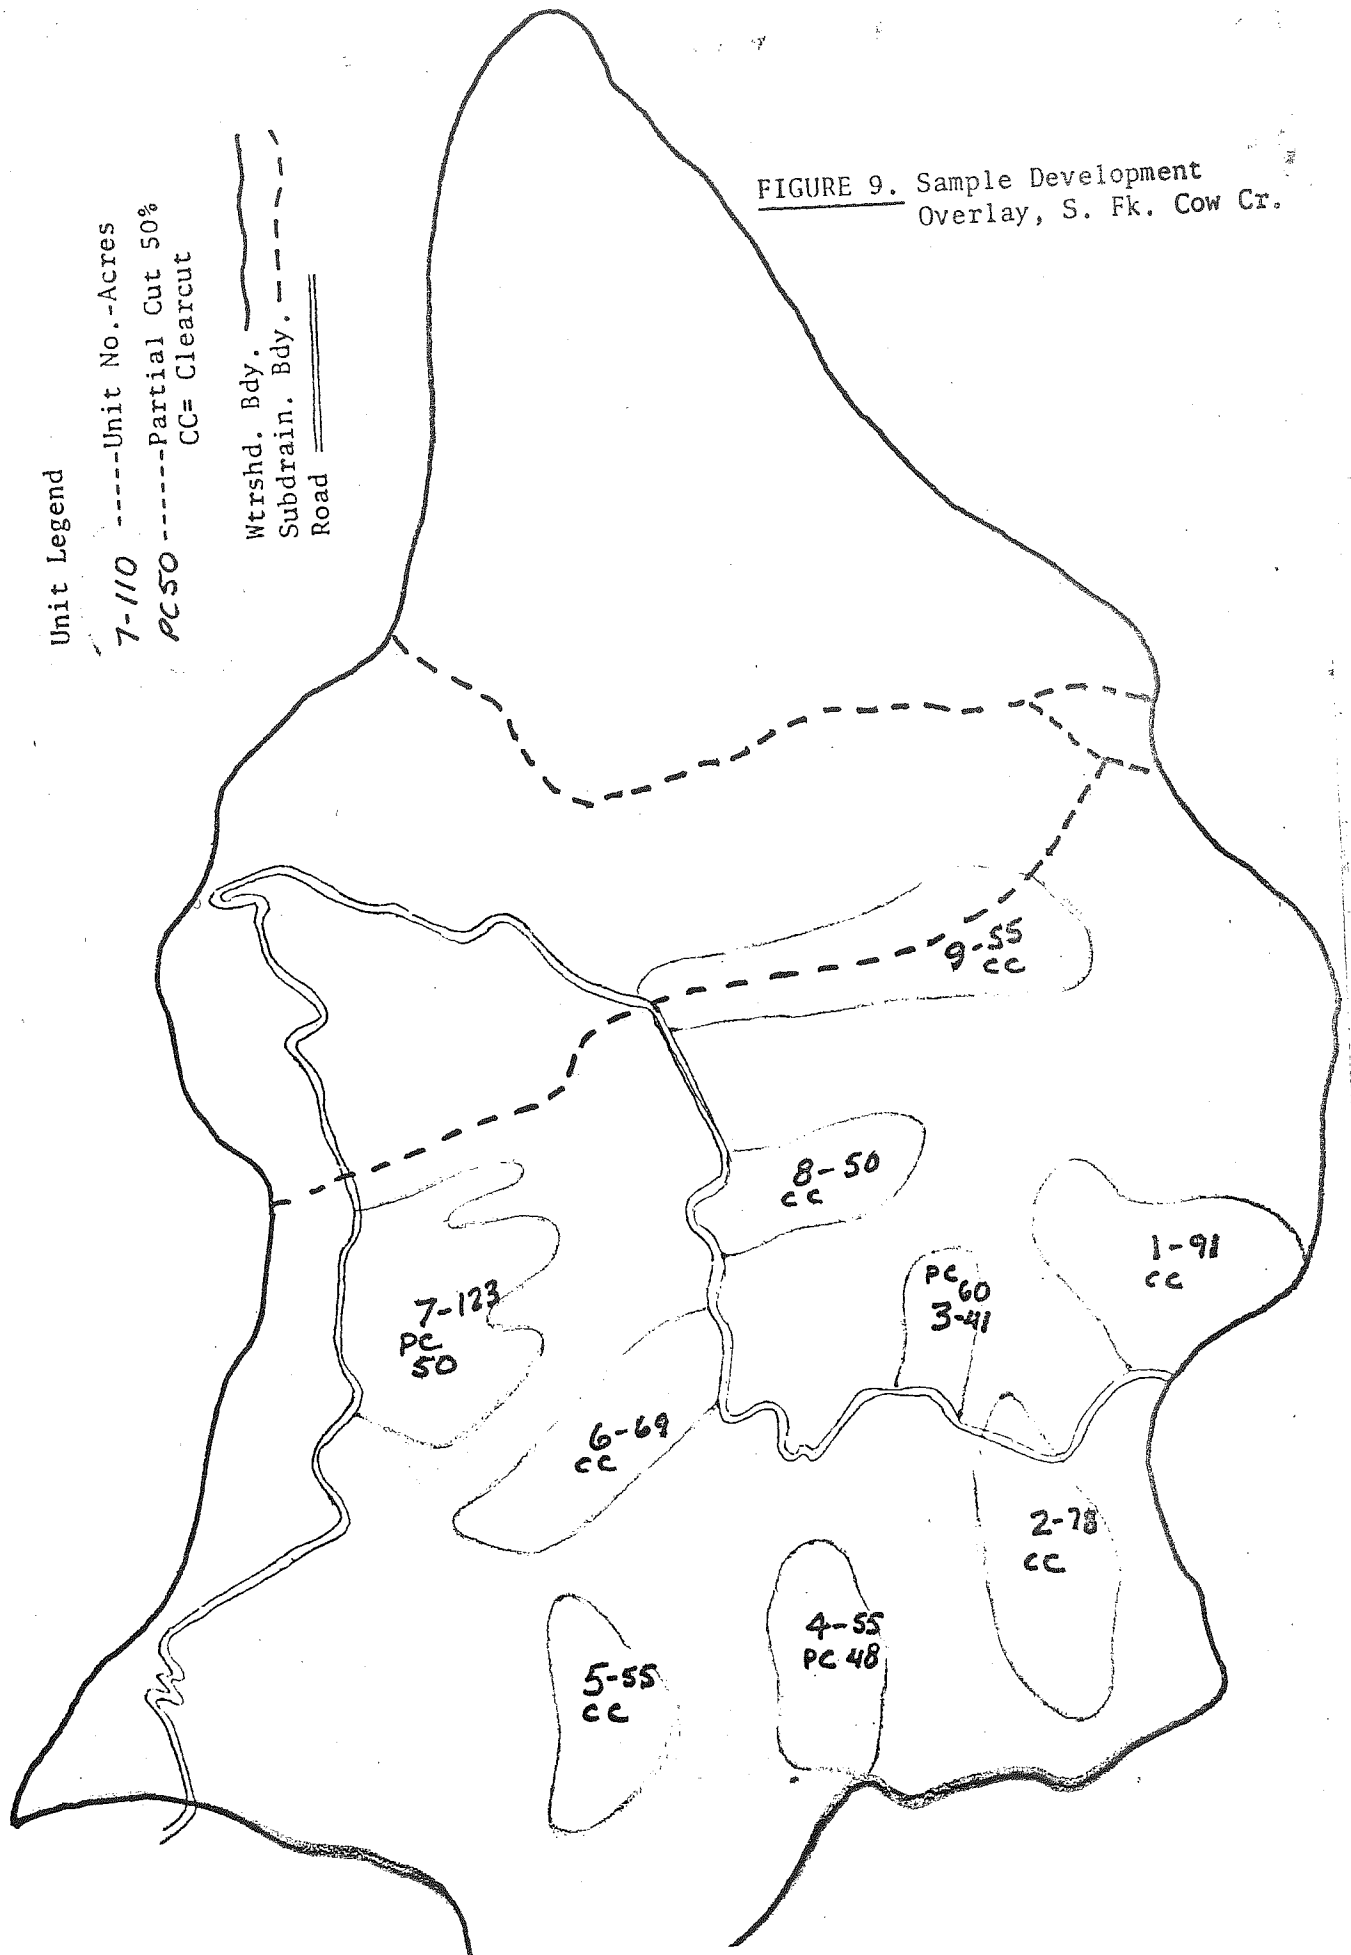 FIGURE 9. Sample Development
Overlay, S. Fk. Cow Cr.
Unit Legend
7-110 -----Unit No.-Acres
PC50 ------Partial Cut 50%
CC= Clearcut
Wtrshd. Bdy.
Subdrain. Bdy.
Road
9-55
CC
8-50
CC
1-91
CC
PC
60
3-41
7-123
PC
50
6-69
CC
2-78
CC
4-55
PC 48
5-55
CC